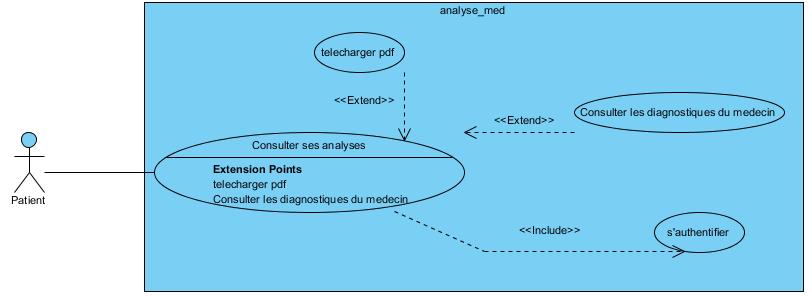 analyse_med
telecharger pdf
<<Extend>>
<<Extend>>
Consulter les diagnostiques du medecin
Consulter ses analyses
Extension Points
telecharger pdf
Consulter les diagnostiques du medecin
Patient
<<Include>>
s'authentifier